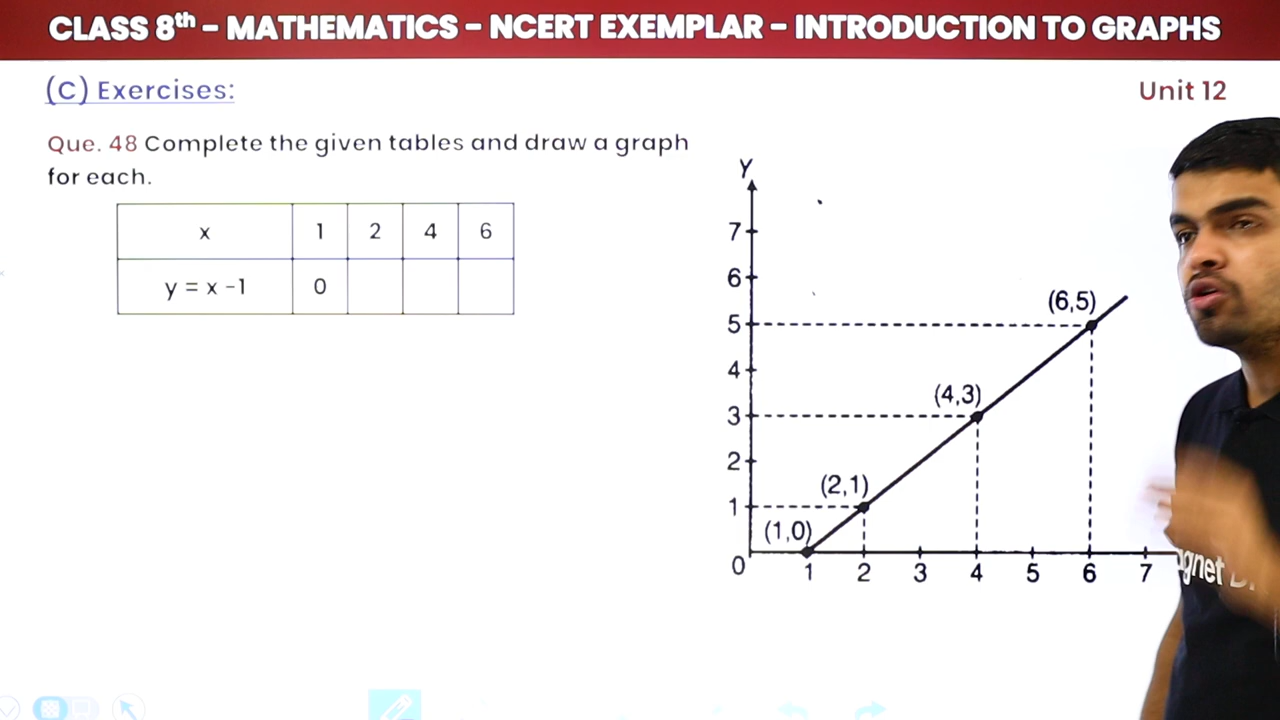 CLASS 8th - MATHEMATICS - NCERT EXEMPLAR - INTRODUCTION TO GRAPHS
(C) Exercises:
Unit 12
Que. 48 Complete the given tables and draw a graph
for each.
x 1 2 4 6
y = x -1 0
Y
7
6
5
4
3
2
1
0
(6,5)
(4,3)
(2,1)
(1,0)
1 2 3 4 5 6 7